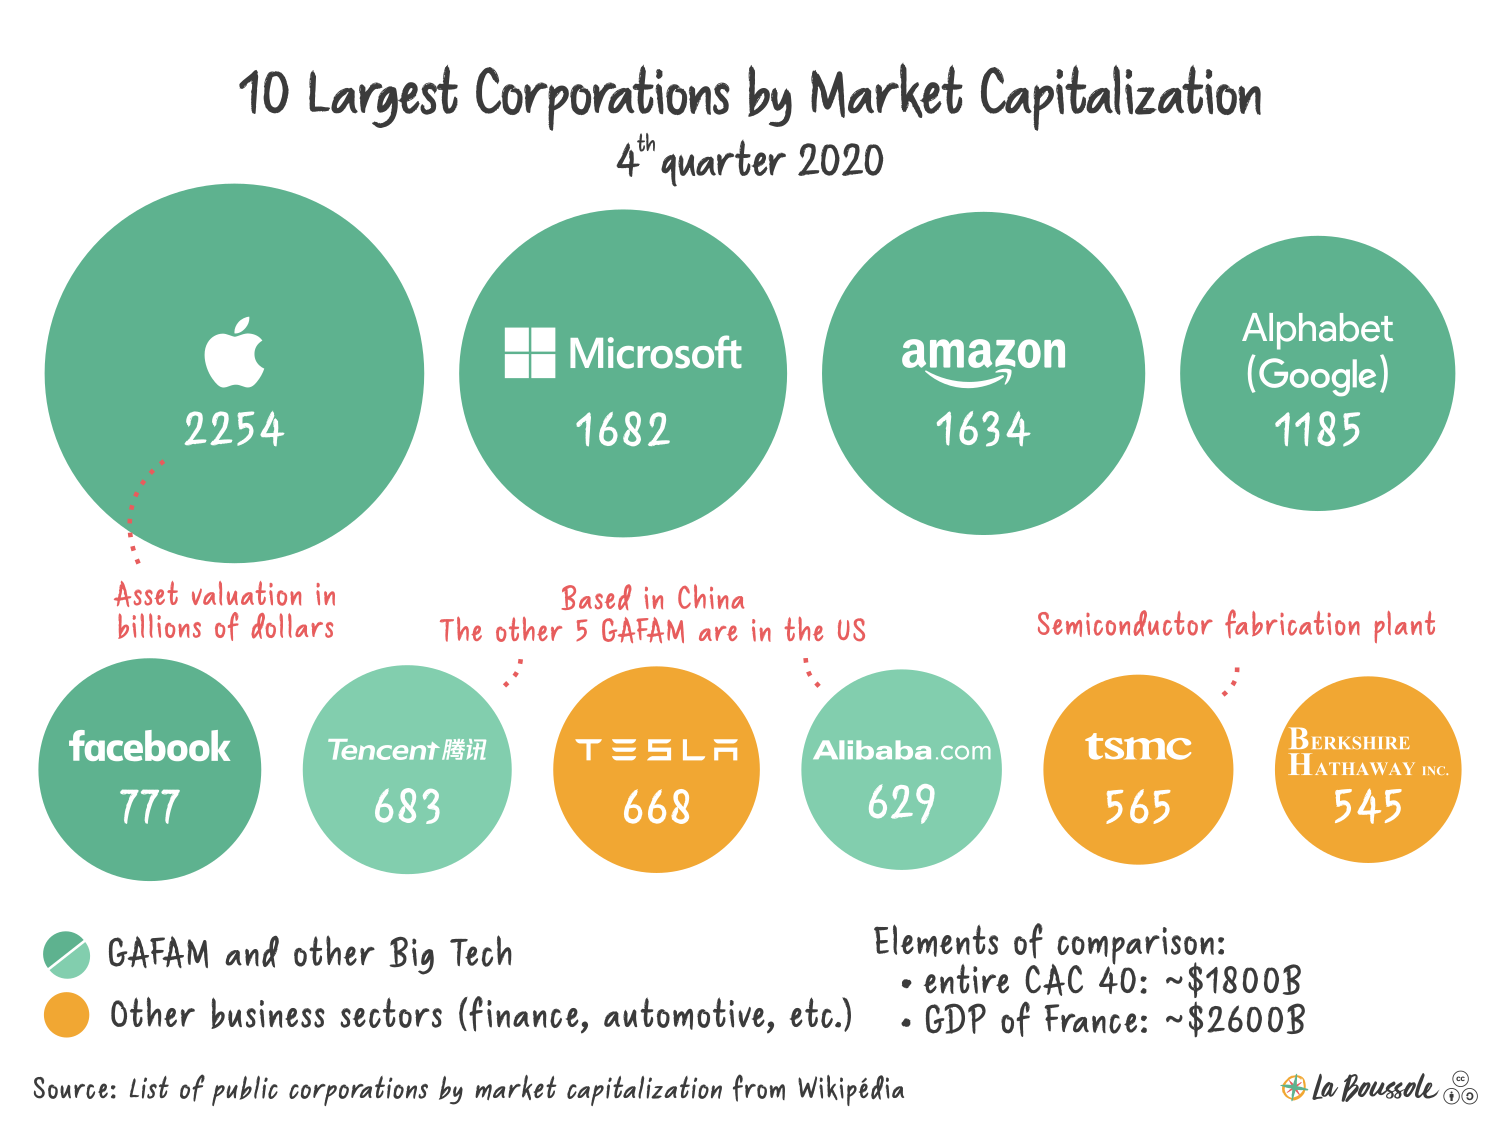 10 Largest Corporations by Market Capitalization
4th quarter 2020
2254
Microsoft
1682
amazon
1634
Alphabet
(Google)
1185
Asset valuation in
billions of dollars
Based in China
The other 5 GAFAM are in the US
Semiconductor fabrication plant
facebook
777
Tencent 腾讯
683
TESLA
668
Alibaba.com
629
tsmc
565
BERKSHIRE
HATHAWAY INC.
545
GAFAM and other Big Tech
Other business sectors (finance, automotive, etc.)
Elements of comparison:
• entire CAC 40: ~$1800B
• GDP of France: ~$2600B
Source: List of public corporations by market capitalization from Wikipédia
La Boussole
cc